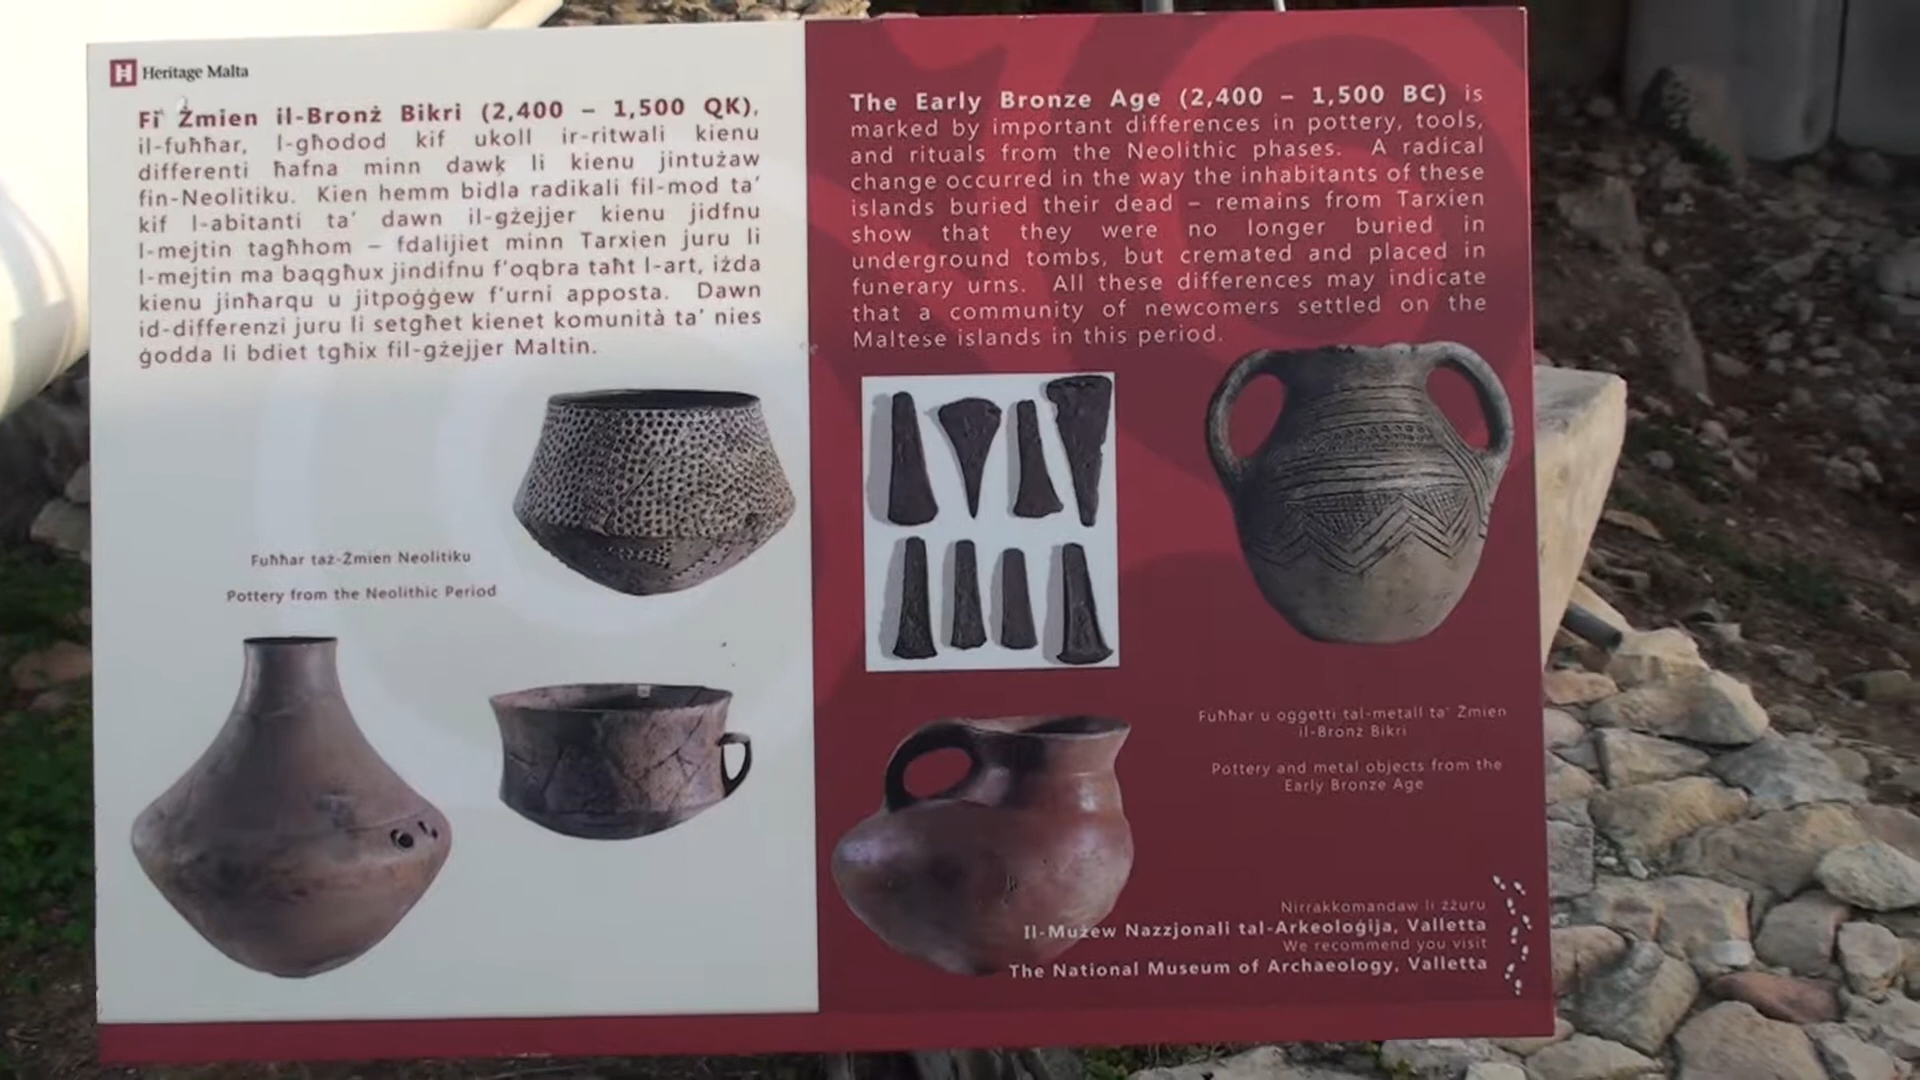 Heritage Malta
Fi Żmien il-Bronż Bikri (2,400 – 1,500 QK),
il-fuħħar, l-għodod kif ukoll ir-ritwali kienu
differenti ħafna minn dawk li kienu jintużaw
fin-Neolitiku. Kien hemm bidla radikali fil-mod ta'
kif l-abitanti ta' dawn il-gżejjer kienu jidfnu
l-mejtin tagħhom – fdalijiet minn Tarxien juru li
l-mejtin ma baqgħux jindifnu f'oqbra taħt l-art, iżda
kienu jinħarqu u jitpoġġew f'urni apposta. Dawn
id-differenzi juru li setgħet kienet komunità ta' nies
ġodda li bdiet tgħix fil-gżejjer Maltin.
Fuħħar taż-Żmien Neolitiku
Pottery from the Neolithic Period
The Early Bronze Age (2,400 – 1,500 BC) is
marked by important differences in pottery, tools,
and rituals from the Neolithic phases. A radical
change occurred in the way the inhabitants of these
islands buried their dead – remains from Tarxien
show that they were no longer buried in
underground tombs, but cremated and placed in
funerary urns. All these differences may indicate
that a community of newcomers settled on the
Maltese islands in this period.
Fuħħar u oġġetti tal-metall ta' Żmien
il-Bronż Bikri
Pottery and metal objects from the
Early Bronze Age
Nirrakkomandaw li żżuru
Il-Mużew Nazzjonali tal-Arkeoloġija, Valletta
We recommend you visit
The National Museum of Archaeology, Valletta